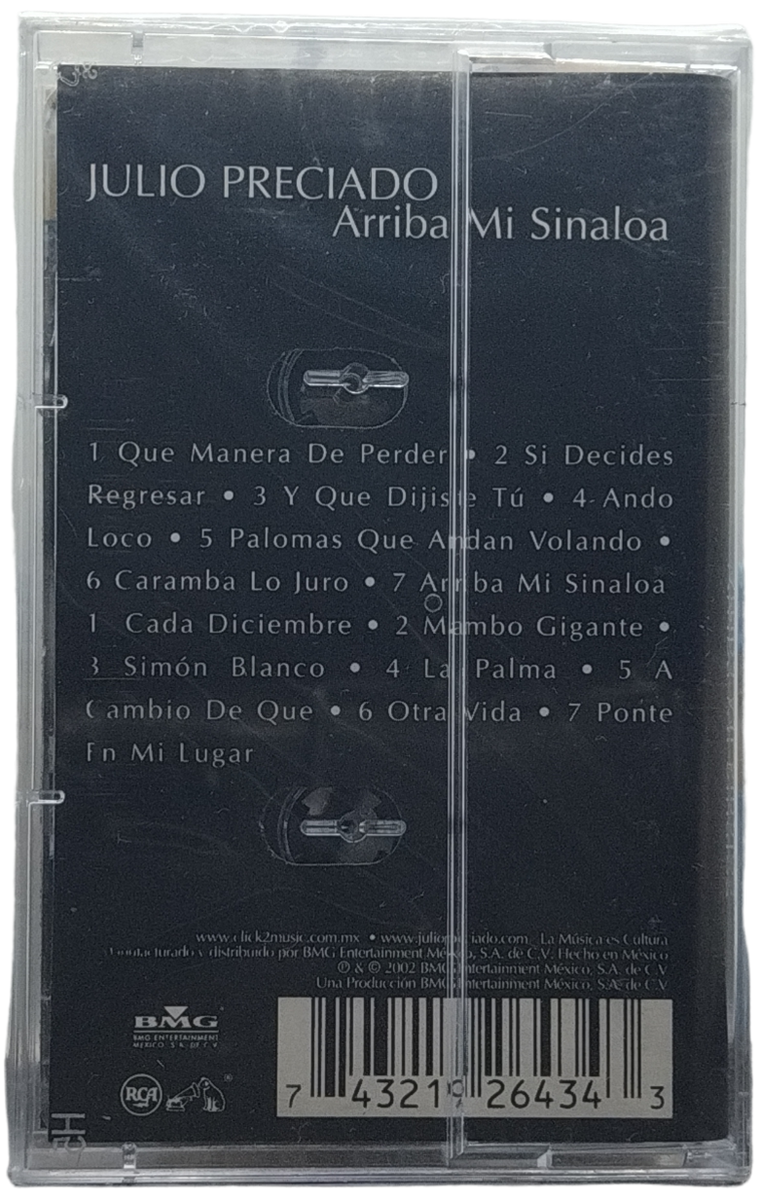 JULIO PRECIADO
Arriba Mi Sinaloa
1 Que Manera De Perder • 2 Si Decides
Regresar • 3 Y Que Dijiste Tú • 4 Ando
Loco • 5 Palomas Que Andan Volando •
6 Caramba Lo Juro • 7 Arriba Mi Sinaloa
1 Cada Diciembre • 2 Mambo Gigante •
3 Simón Blanco • 4 La Palma • 5 A
Cambio De Que • 6 Otra Vida • 7 Ponte
En Mi Lugar
www.click2music.com.mx • www.juliopreciado.com La Música es Cultura
Manufacturado y distribuido por BMG Entertainment México, S.A. de C.V. Hecho en México
℗ & © 2002 BMG Entertainment México, S.A. de C.V
Una Producción BMG Entertainment México, S.A. de C.V
BMG
BMG ENTERTAINMENT
MEXICO, S.A. DE C.V.
RCA
7 43219 26434 3